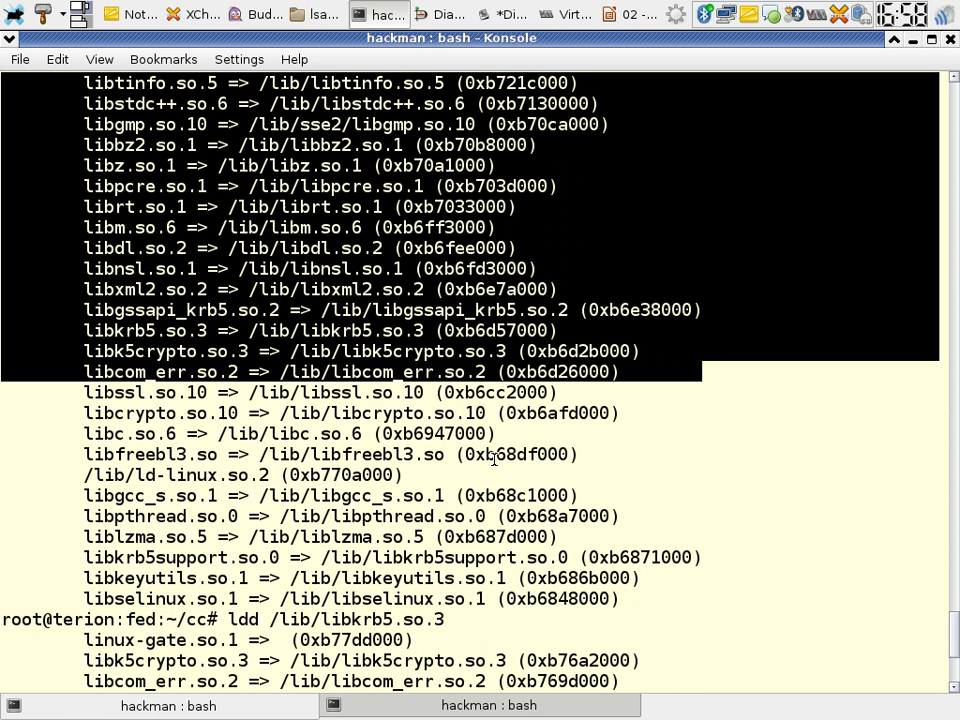 Not...
XCh...
Bud...
lsa...
hac...
Dia...
*Di...
Virt...
02 -...
16:58
hackman : bash – Konsole
File Edit View Bookmarks Settings Help
libtinfo.so.5 => /lib/libtinfo.so.5 (0xb721c000)
libstdc++.so.6 => /lib/libstdc++.so.6 (0xb7130000)
libgmp.so.10 => /lib/sse2/libgmp.so.10 (0xb70ca000)
libbz2.so.1 => /lib/libbz2.so.1 (0xb70b8000)
libz.so.1 => /lib/libz.so.1 (0xb70a1000)
libpcre.so.1 => /lib/libpcre.so.1 (0xb703d000)
librt.so.1 => /lib/librt.so.1 (0xb7033000)
libm.so.6 => /lib/libm.so.6 (0xb6ff3000)
libdl.so.2 => /lib/libdl.so.2 (0xb6fee000)
libnsl.so.1 => /lib/libnsl.so.1 (0xb6fd3000)
libxml2.so.2 => /lib/libxml2.so.2 (0xb6e7a000)
libgssapi_krb5.so.2 => /lib/libgssapi_krb5.so.2 (0xb6e38000)
libkrb5.so.3 => /lib/libkrb5.so.3 (0xb6d57000)
libk5crypto.so.3 => /lib/libk5crypto.so.3 (0xb6d2b000)
libcom_err.so.2 => /lib/libcom_err.so.2 (0xb6d26000)
libssl.so.10 => /lib/libssl.so.10 (0xb6cc2000)
libcrypto.so.10 => /lib/libcrypto.so.10 (0xb6afd000)
libc.so.6 => /lib/libc.so.6 (0xb6947000)
libfreebl3.so => /lib/libfreebl3.so (0xb68df000)
/lib/ld-linux.so.2 (0xb770a000)
libgcc_s.so.1 => /lib/libgcc_s.so.1 (0xb68c1000)
libpthread.so.0 => /lib/libpthread.so.0 (0xb68a7000)
liblzma.so.5 => /lib/liblzma.so.5 (0xb687d000)
libkrb5support.so.0 => /lib/libkrb5support.so.0 (0xb6871000)
libkeyutils.so.1 => /lib/libkeyutils.so.1 (0xb686b000)
libselinux.so.1 => /lib/libselinux.so.1 (0xb6848000)
root@terion:fed:~/cc# ldd /lib/libkrb5.so.3
linux-gate.so.1 =>  (0xb77dd000)
libk5crypto.so.3 => /lib/libk5crypto.so.3 (0xb76a2000)
libcom_err.so.2 => /lib/libcom_err.so.2 (0xb769d000)
hackman : bash
hackman : bash